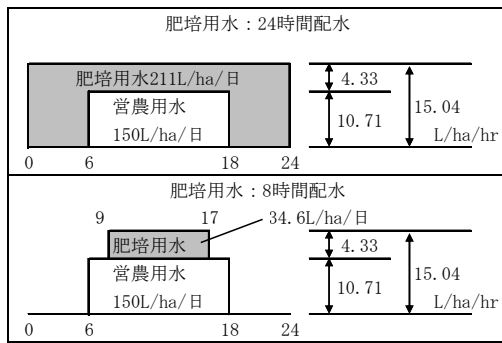 肥培用水：24時間配水
肥培用水211L/ha/日
営農用水
150L/ha/日
4.33
10.71
15.04
L/ha/hr
0 6 18 24
肥培用水：8時間配水
9 17 34.6L/ha/日
肥培用水
営農用水
150L/ha/日
4.33
10.71
15.04
L/ha/hr
0 6 18 24